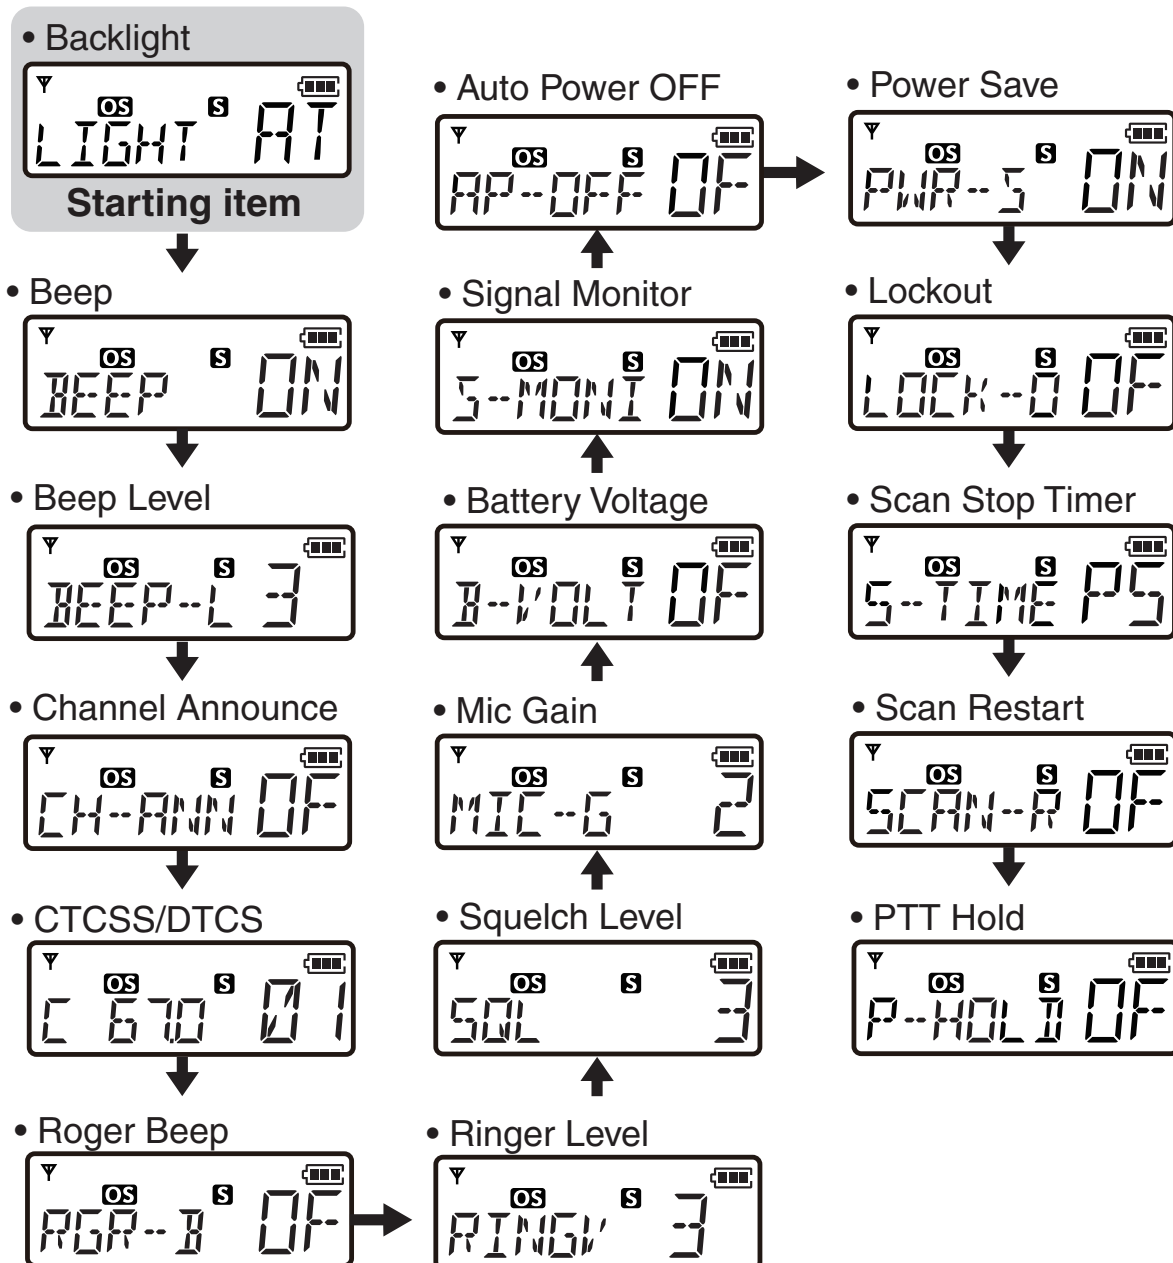 • Backlight
OS S
LIGHT AT
Starting item
• Beep
OS S
BEEP ON
• Beep Level
OS S
BEEP-L 3
• Channel Announce
OS S
CH-ANN OF
• CTCSS/DTCS
OS S
C 67.0 01
• Roger Beep
OS S
RGR-B OF
• Ringer Level
OS S
RINGV 3
• Squelch Level
OS S
SQL 3
• Mic Gain
OS S
MIC-G 2
• Battery Voltage
OS S
B-VOLT OF
• Signal Monitor
OS S
S-MONI ON
• Auto Power OFF
OS S
AP-OFF OF
• Power Save
OS S
PWR-S ON
• Lockout
OS S
LOCK-O OF
• Scan Stop Timer
OS S
S-TIME P5
• Scan Restart
OS S
SCAN-R OF
• PTT Hold
OS S
P-HOLD OF